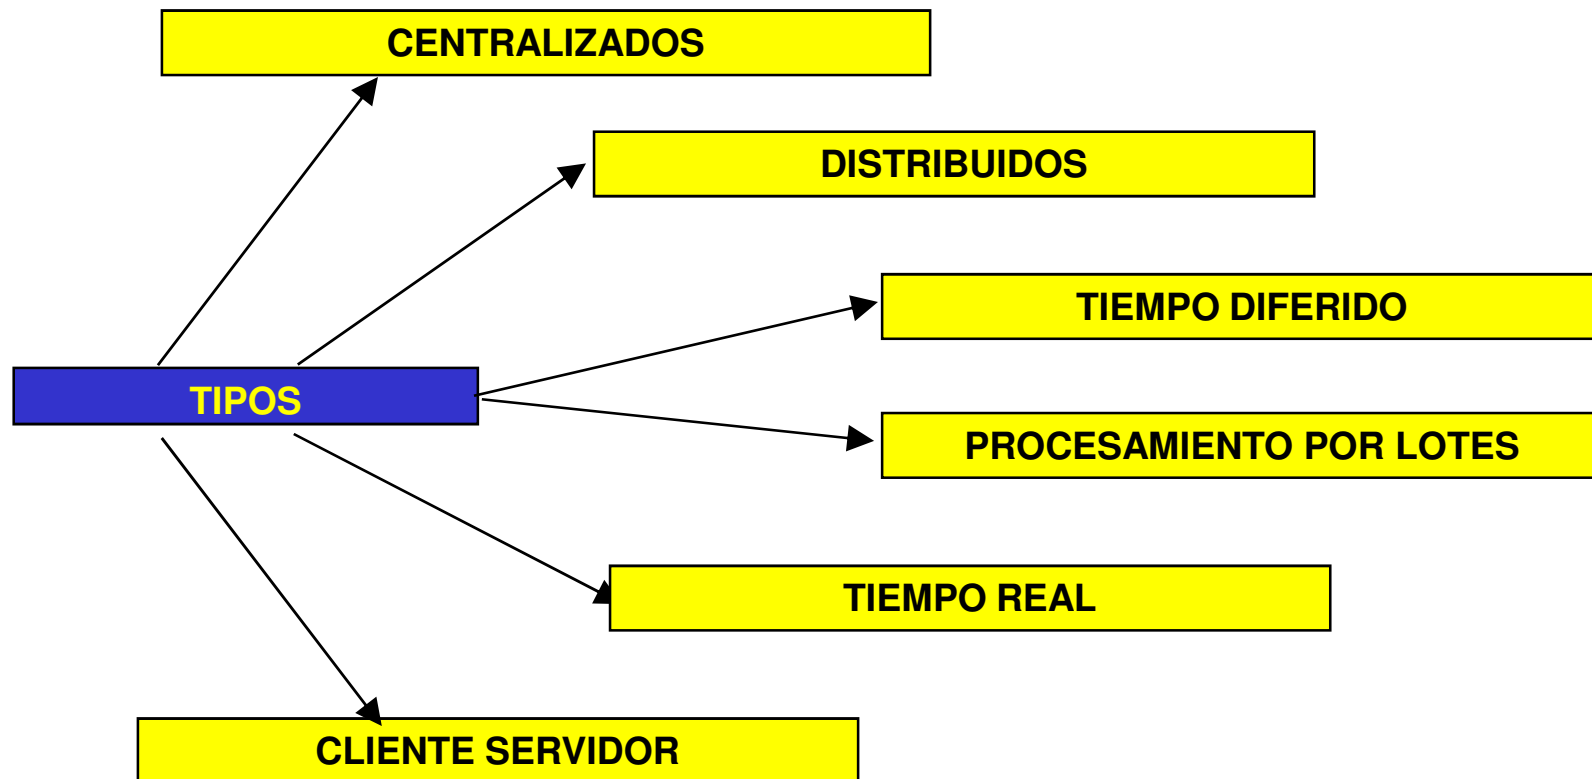 CENTRALIZADOS
DISTRIBUIDOS
TIEMPO DIFERIDO
TIPOS
PROCESAMIENTO POR LOTES
TIEMPO REAL
CLIENTE SERVIDOR